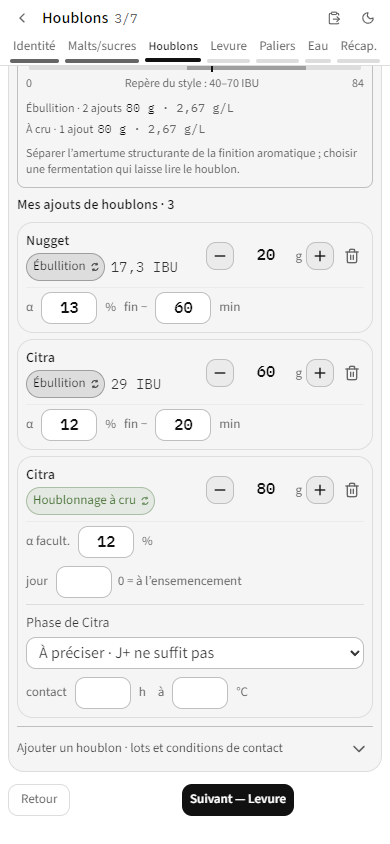 Houblons 3/7
Identité Malts/sucres Houblons Levure Paliers Eau Récap.
0 Repère du style : 40–70 IBU 84
Ébullition · 2 ajouts 80 g · 2,67 g/L
À cru · 1 ajout 80 g · 2,67 g/L
Séparer l’amertume structurante de la finition aromatique ; choisir
une fermentation qui laisse lire le houblon.
Mes ajouts de houblons · 3
Nugget
Ébullition 17,3 IBU
− 20 g +
α 13 % fin − 60 min
Citra
Ébullition 29 IBU
− 60 g +
α 12 % fin − 20 min
Citra
Houblonnage à cru
− 80 g +
α facult. 12 %
jour 0 = à l’ensemencement
Phase de Citra
À préciser · J+ ne suffit pas
contact h à °C
Ajouter un houblon · lots et conditions de contact
Retour Suivant — Levure